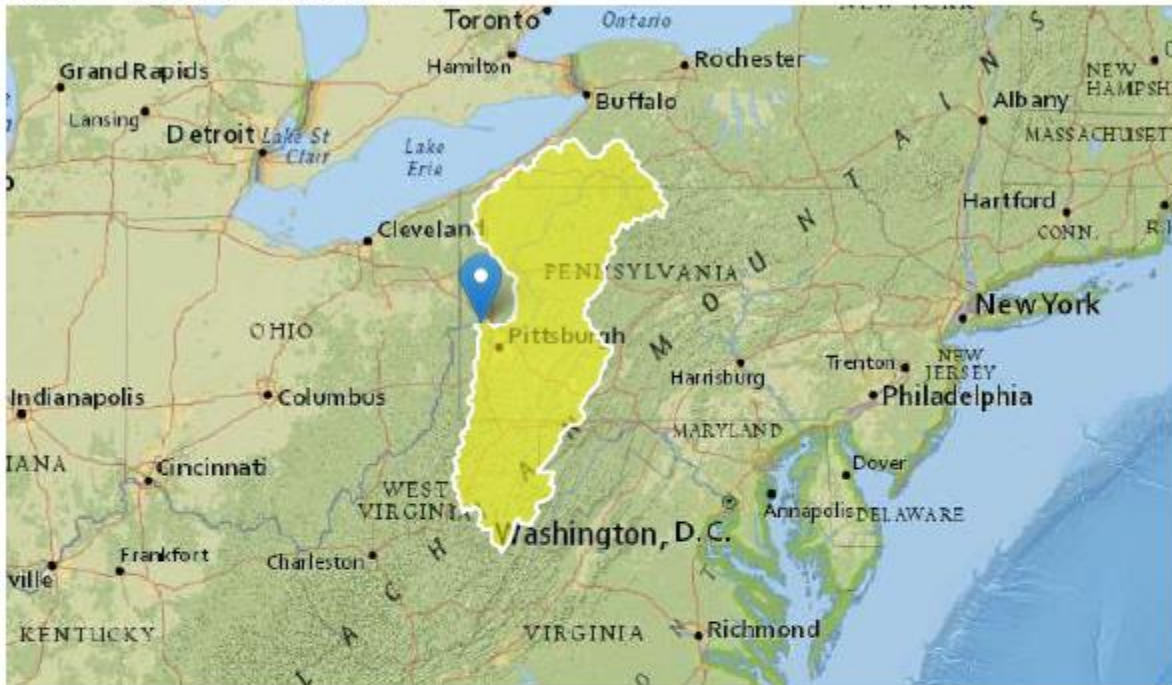 Toronto
Ontario
Hamilton
Rochester
Grand Rapids
Buffalo
NEW HAMPSH
Lansing
Albany
Detroit
Lake St Clair
Lake Erie
MASSACHUSET
Cleveland
Hartford
CONN.
R I
PENNSYLVANIA
New York
OHIO
Pittsburgh
Harrisburg
Trenton
NEW JERSEY
Indianapolis
Columbus
Philadelphia
MARYLAND
IANA
Cincinnati
Dover
WEST VIRGINIA
Annapolis
DELAWARE
Washington, D.C.
Frankfort
Charleston
ville
KENTUCKY
VIRGINIA
Richmond
L A C H A N
M O U N T A I N S